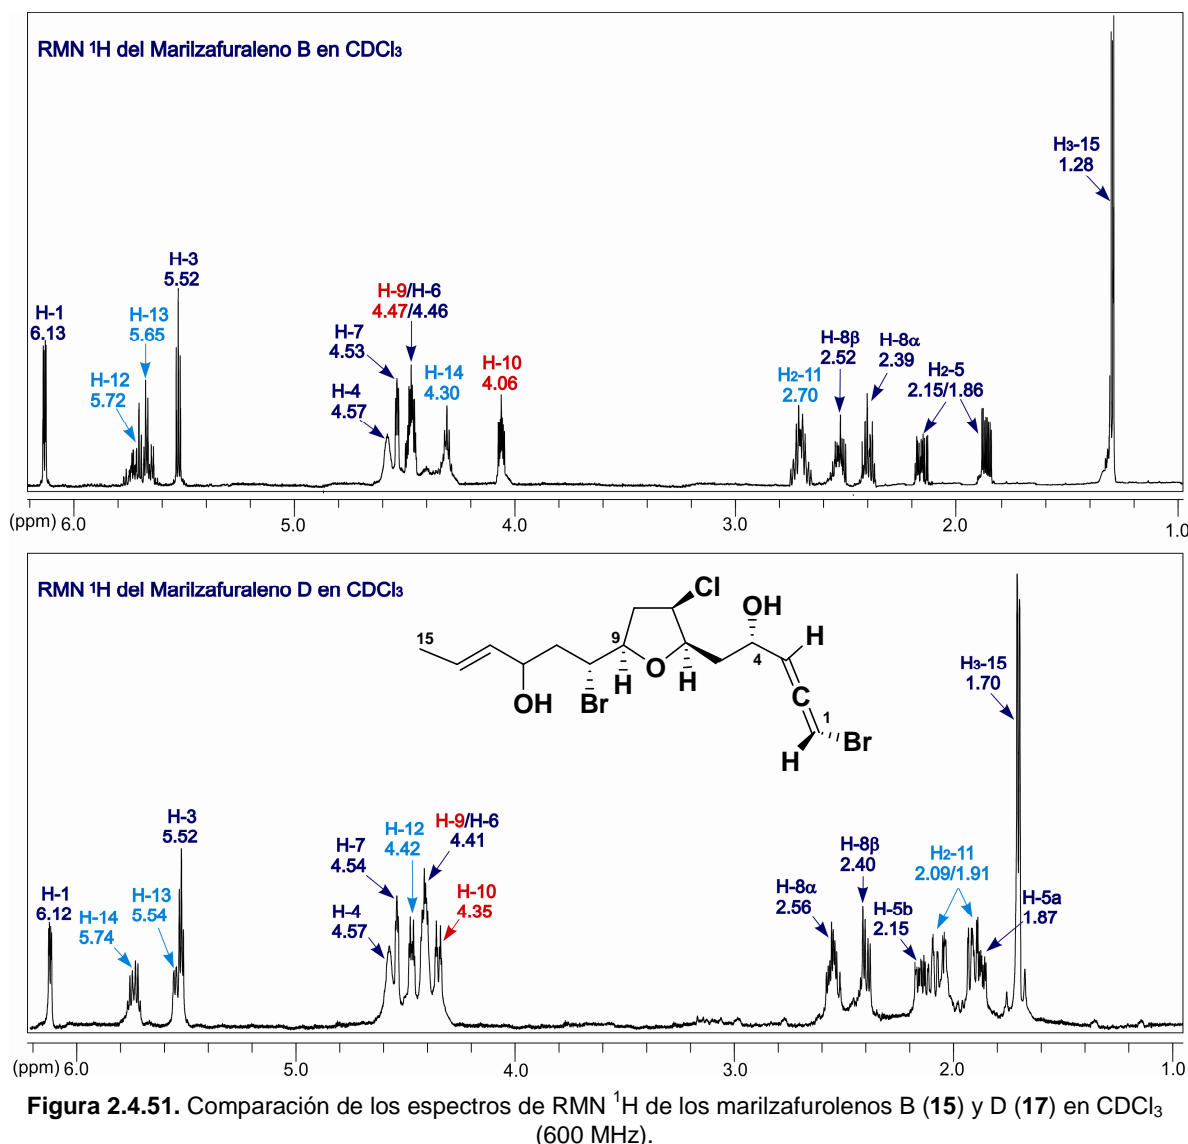 RMN ¹H del Marilzafuraleno B en CDCl₃
H₃-15
1.28
H-3
5.52
H-1
6.13
H-13
5.65
H-12
5.72
H-9/H-6
4.47/4.46
H-7
4.53
H-4
4.57
H-14
4.30
H-10
4.06
H₂-11
2.70
H-8β
2.52
H-8α
2.39
H₂-5
2.15/1.86
(ppm) 6.0 5.0 4.0 3.0 2.0 1.0
RMN ¹H del Marilzafuraleno D en CDCl₃
Cl
OH
H
15
9
4
O
H
H
OH
Br
C
1
Br
H
H₃-15
1.70
H-3
5.52
H-1
6.12
H-13
5.54
H-14
5.74
H-7
4.54
H-4
4.57
H-12
4.42
H-9/H-6
4.41
H-10
4.35
H-8α
2.56
H-8β
2.40
H-5b
2.15
H₂-11
2.09/1.91
H-5a
1.87
(ppm) 6.0 5.0 4.0 3.0 2.0 1.0
Figura 2.4.51. Comparación de los espectros de RMN ¹H de los marilzafurolenos B (15) y D (17) en CDCl₃
(600 MHz).